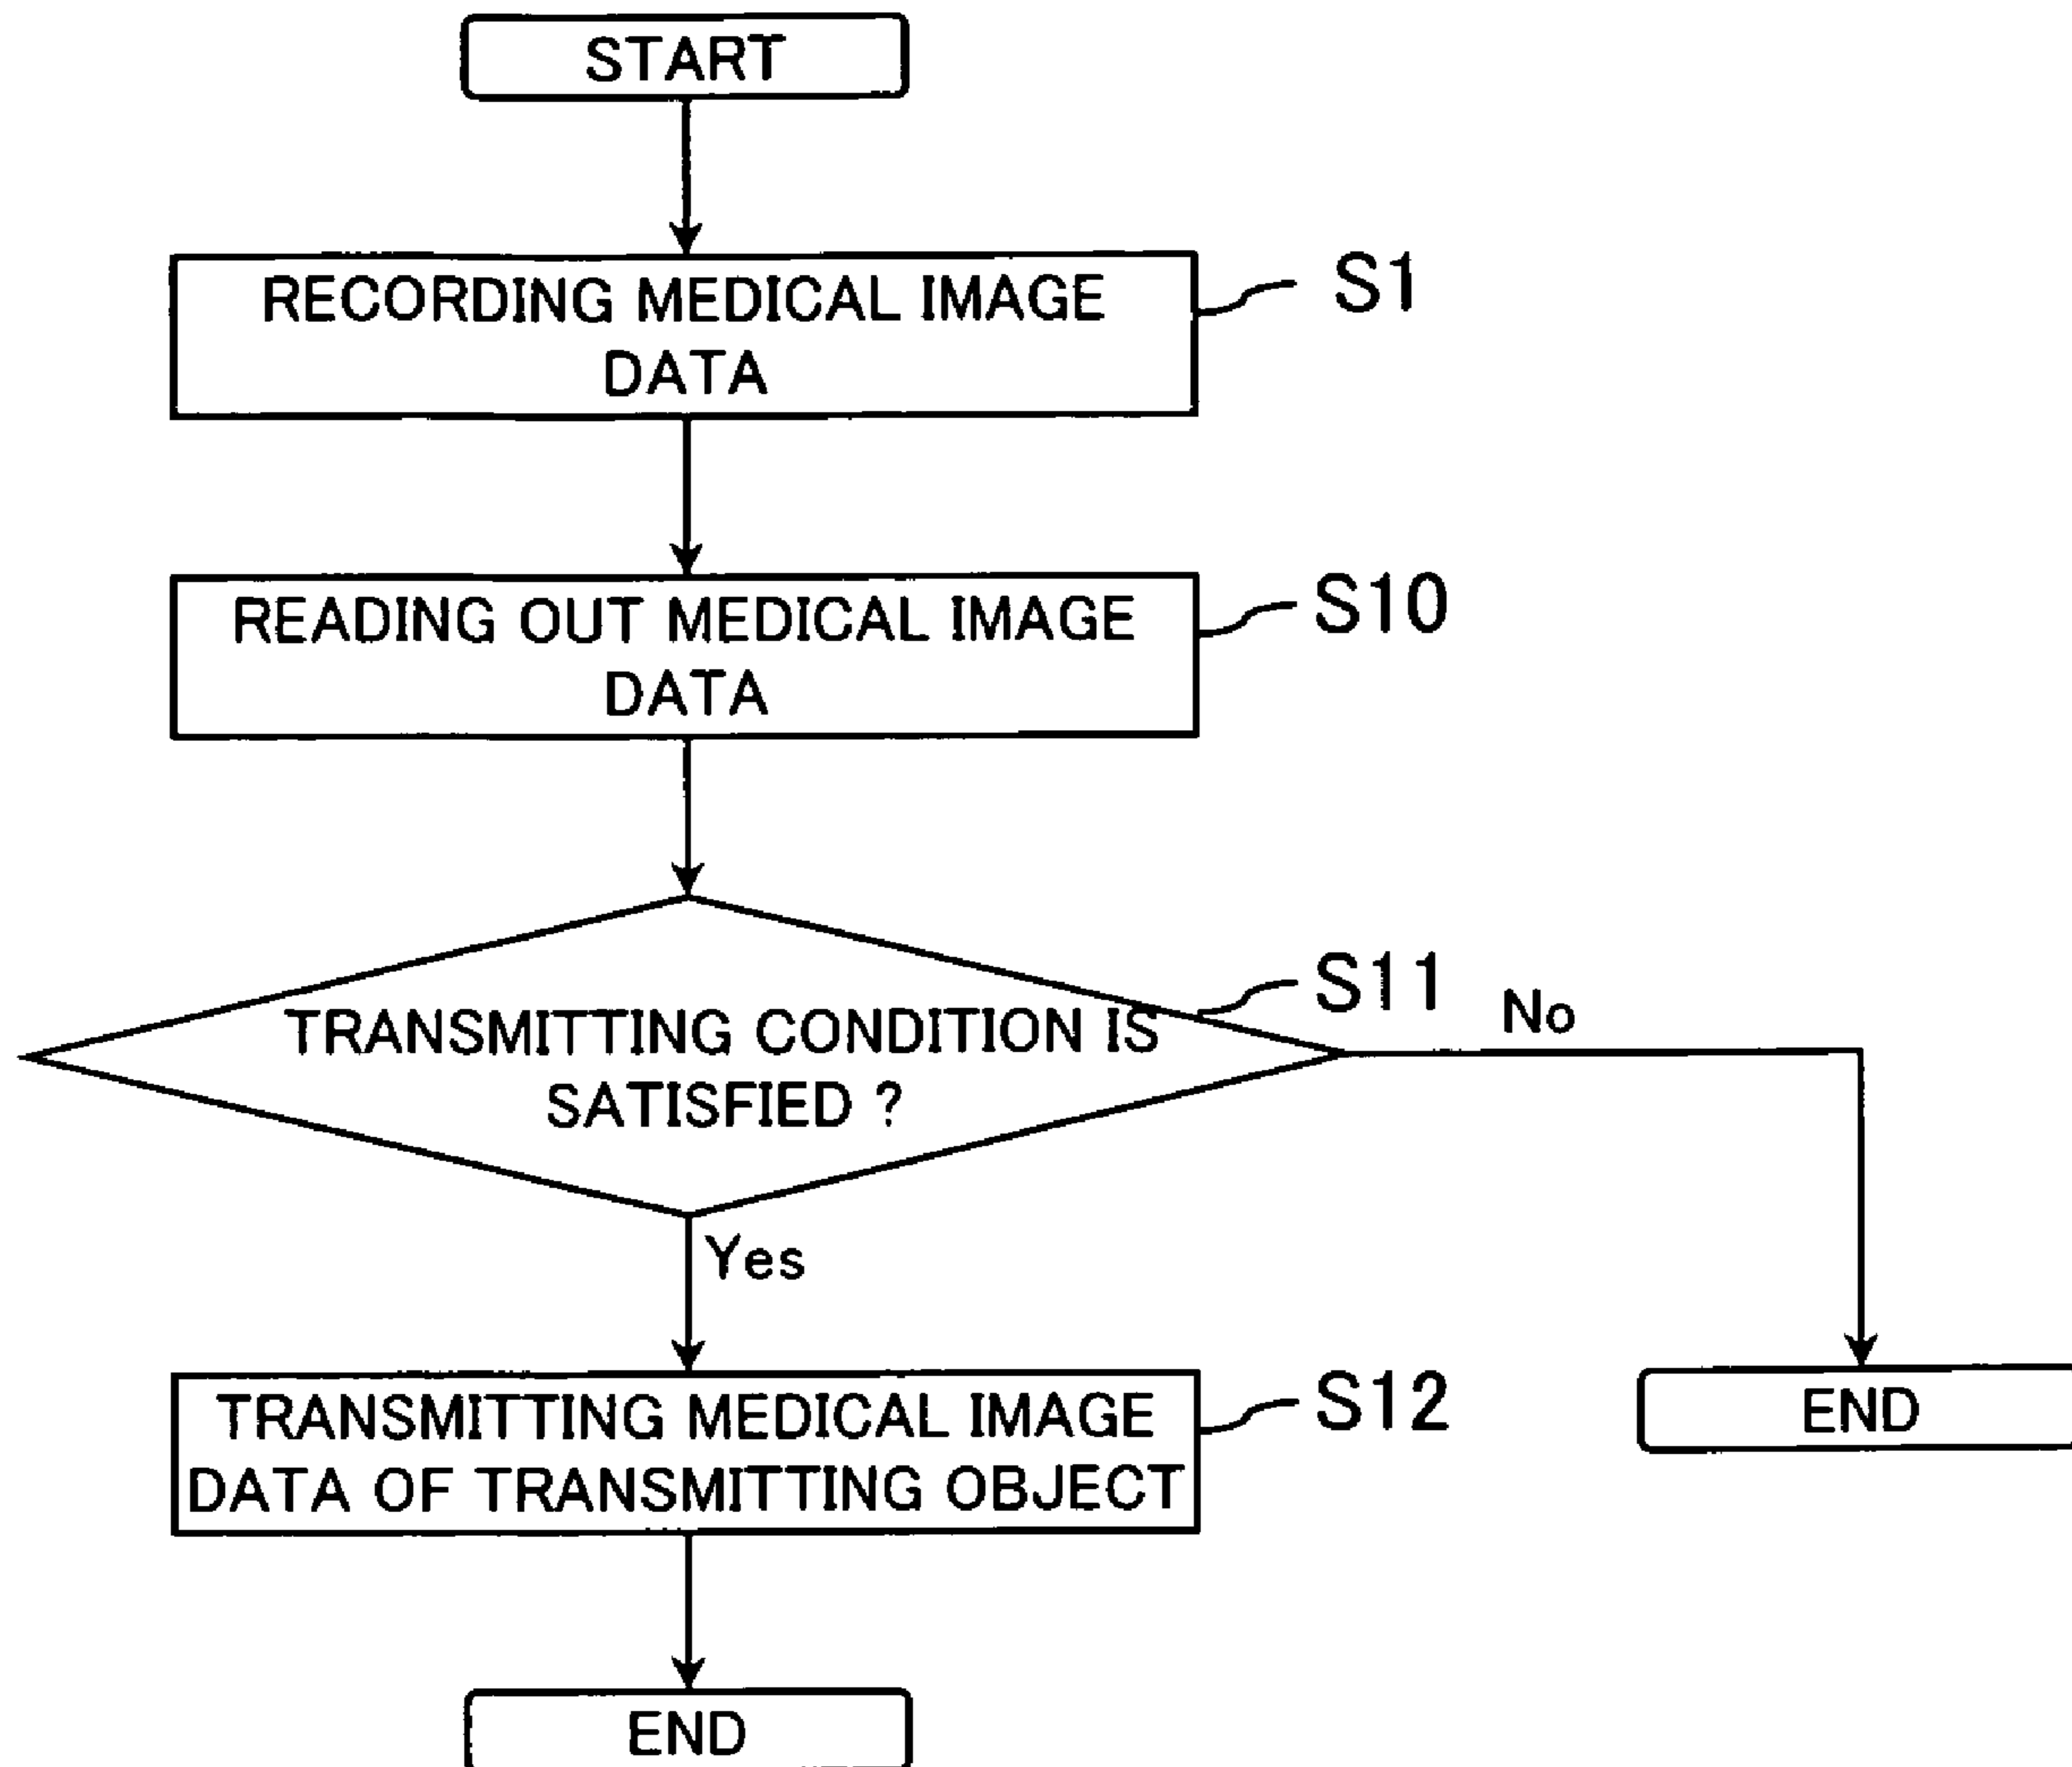 START
RECORDING MEDICAL IMAGE
DATA
S1
READING OUT MEDICAL IMAGE
DATA
S10
TRANSMITTING CONDITION IS
SATISFIED ?
S11
No
Yes
TRANSMITTING MEDICAL IMAGE
DATA OF TRANSMITTING OBJECT
S12
END
END